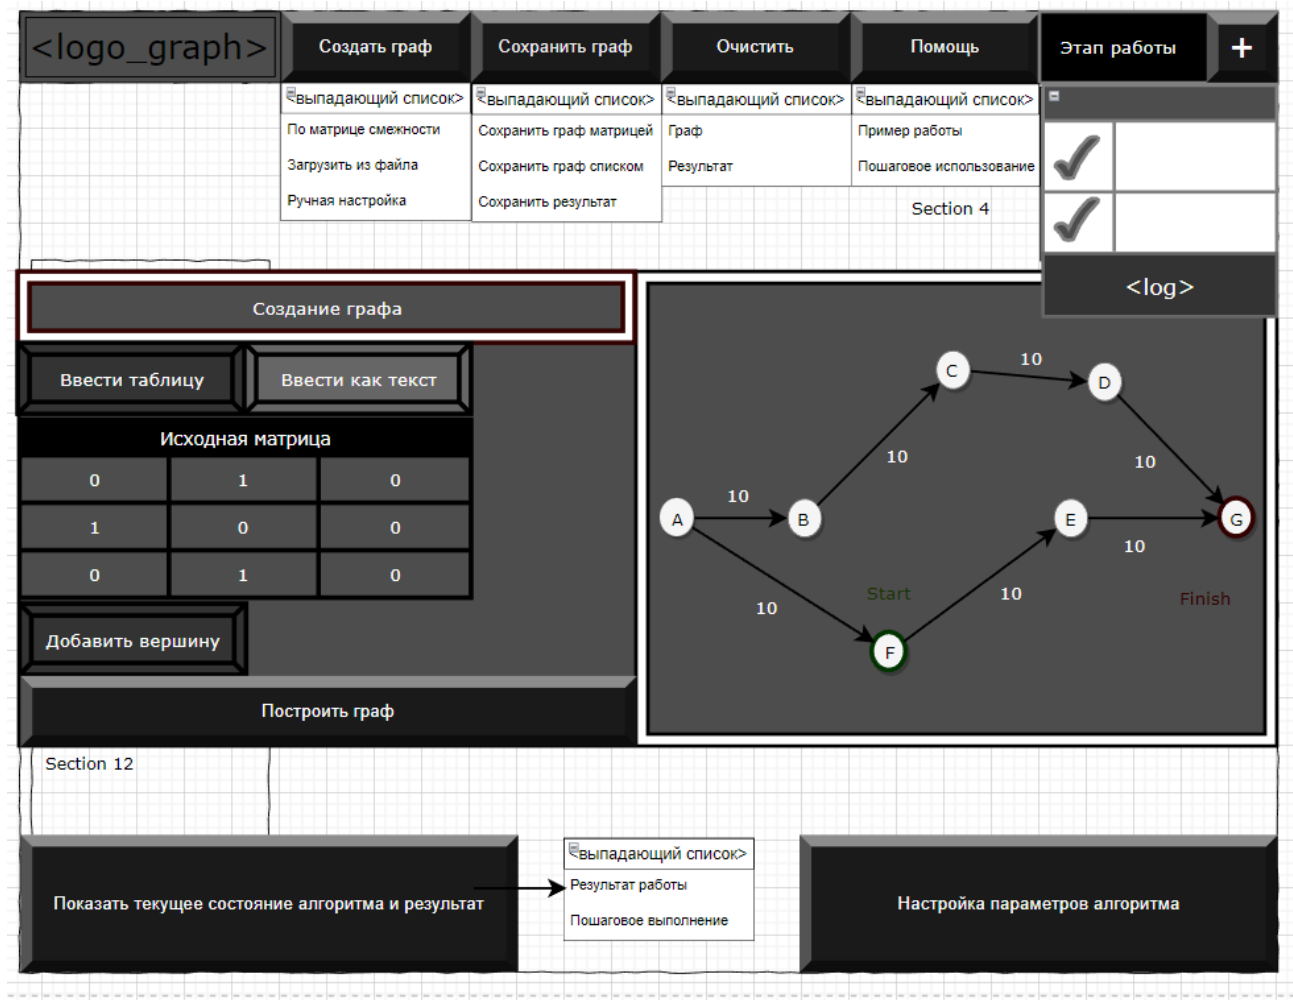 <logo_graph>
Создать граф
Сохранить граф
Очистить
Помощь
Этап работы
+
<выпадающий список>
По матрице смежности
Загрузить из файла
Ручная настройка
<выпадающий список>
Сохранить граф матрицей
Сохранить граф списком
Сохранить результат
<выпадающий список>
Граф
Результат
<выпадающий список>
Пример работы
Пошаговое использование
Section 4
<log>
Создание графа
Ввести таблицу
Ввести как текст
Исходная матрица
0 1 0
1 0 0
0 1 0
Добавить вершину
Построить граф
C
10
D
10
10
A
10
B
E
G
10
10
10
Start
Finish
F
Section 12
Показать текущее состояние алгоритма и результат
<выпадающий список>
Результат работы
Пошаговое выполнение
Настройка параметров алгоритма